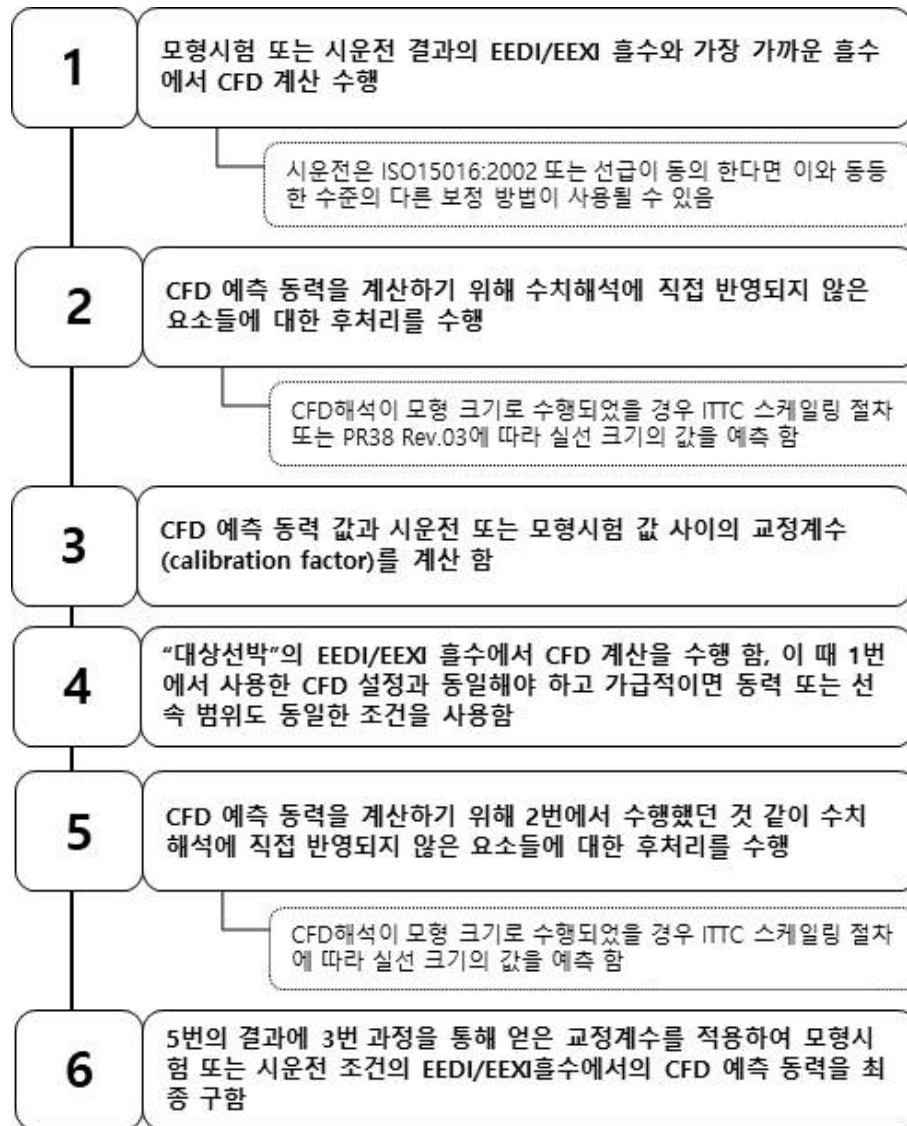 1
모형시험 또는 시운전 결과의 EEDI/EEXI 흘수와 가장 가까운 흘수
에서 CFD 계산 수행
시운전은 ISO15016:2002 또는 선급이 동의 한다면 이와 동등
한 수준의 다른 보정 방법이 사용될 수 있음
2
CFD 예측 동력을 계산하기 위해 수치해석에 직접 반영되지 않은
요소들에 대한 후처리를 수행
CFD해석이 모형 크기로 수행되었을 경우 ITTC 스케일링 절차
또는 PR38 Rev.03에 따라 실선 크기의 값을 예측 함
3
CFD 예측 동력 값과 시운전 또는 모형시험 값 사이의 교정계수
(calibration factor)를 계산 함
4
“대상선박”의 EEDI/EEXI 흘수에서 CFD 계산을 수행 함, 이 때 1번
에서 사용한 CFD 설정과 동일해야 하고 가급적이면 동력 또는 선
속 범위도 동일한 조건을 사용함
5
CFD 예측 동력을 계산하기 위해 2번에서 수행했던 것 같이 수치
해석에 직접 반영되지 않은 요소들에 대한 후처리를 수행
CFD해석이 모형 크기로 수행되었을 경우 ITTC 스케일링 절차
에 따라 실선 크기의 값을 예측 함
6
5번의 결과에 3번 과정을 통해 얻은 교정계수를 적용하여 모형시
험 또는 시운전 조건의 EEDI/EEXI흘수에서의 CFD 예측 동력을 최
종 구함